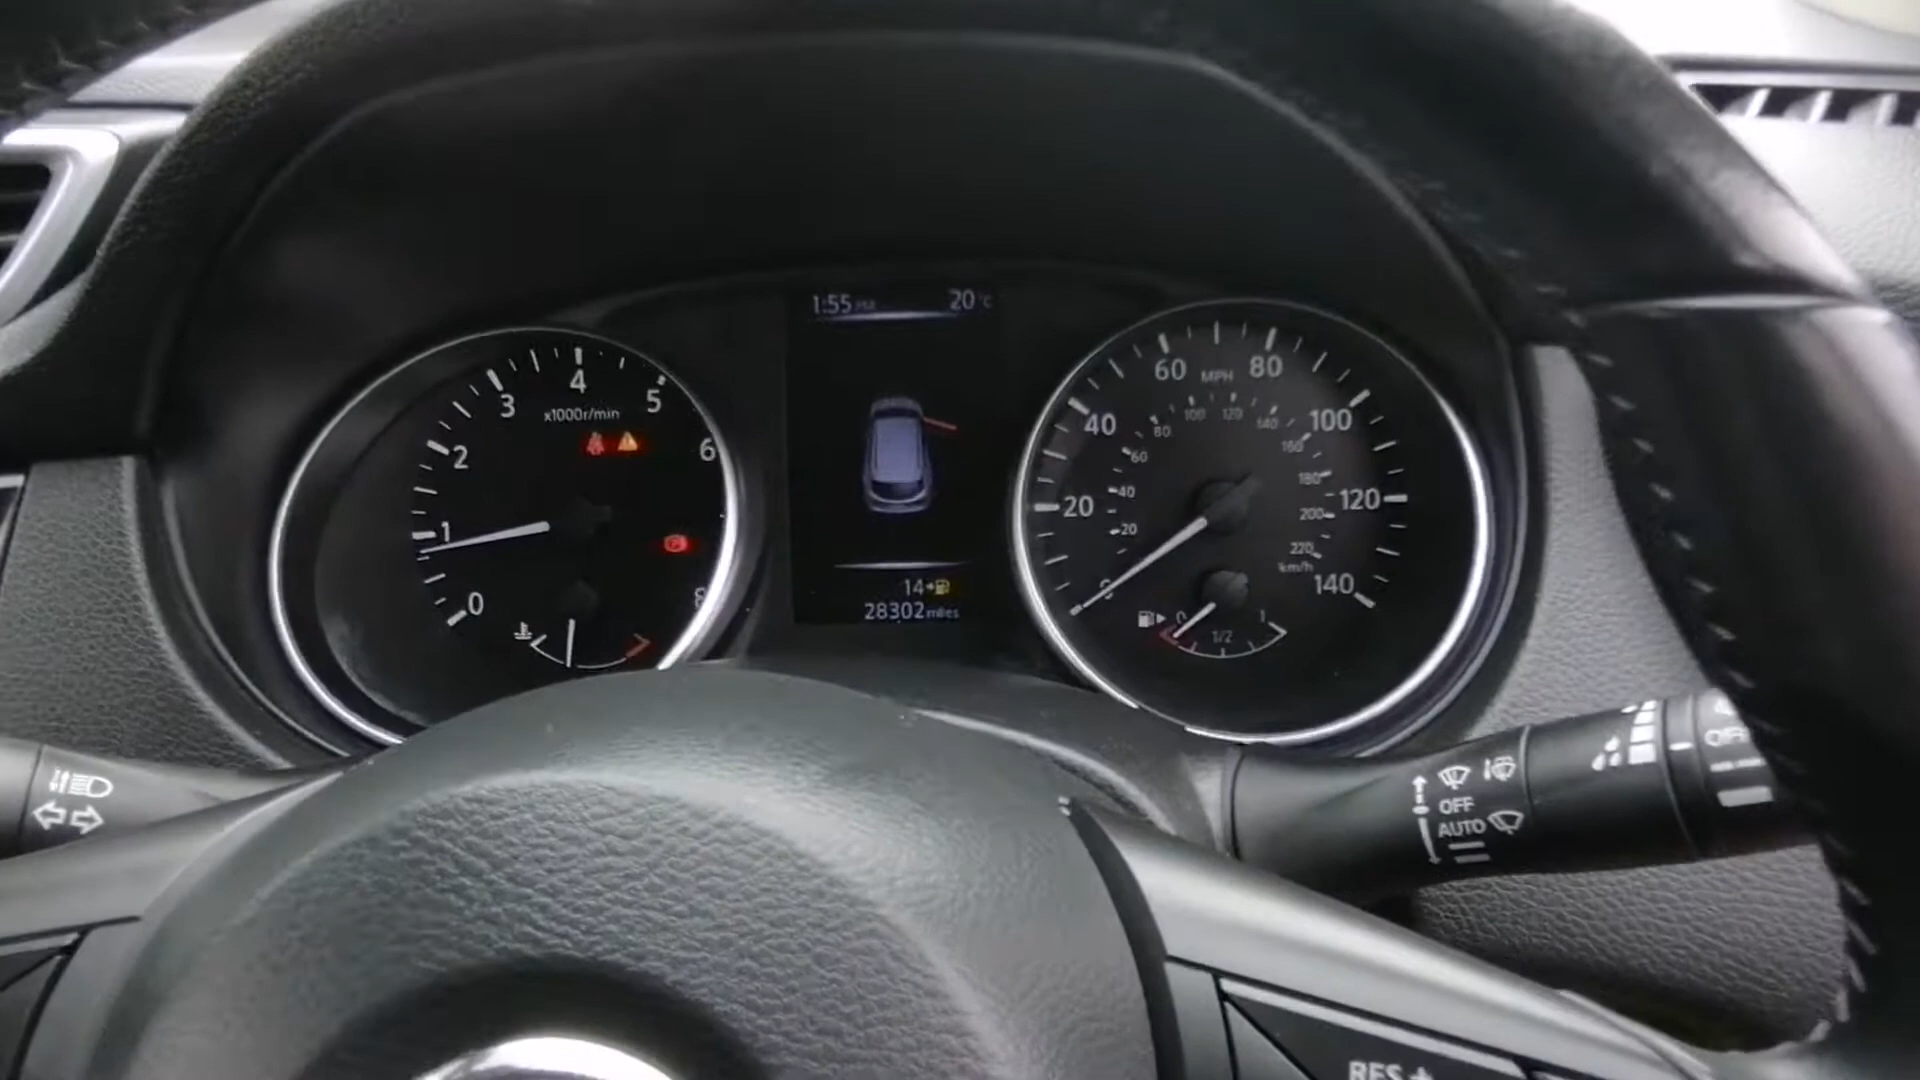 1:55 PM 20°C
4
3 5
x1000r/min
2 6
1
0 8
14
28302 miles
60 MPH 80
40 100
20 120
0 140
80 100 120 140
60 160
40 180
20 200
220
km/h
0 1/2 1
OFF
AUTO
OFF
RES +